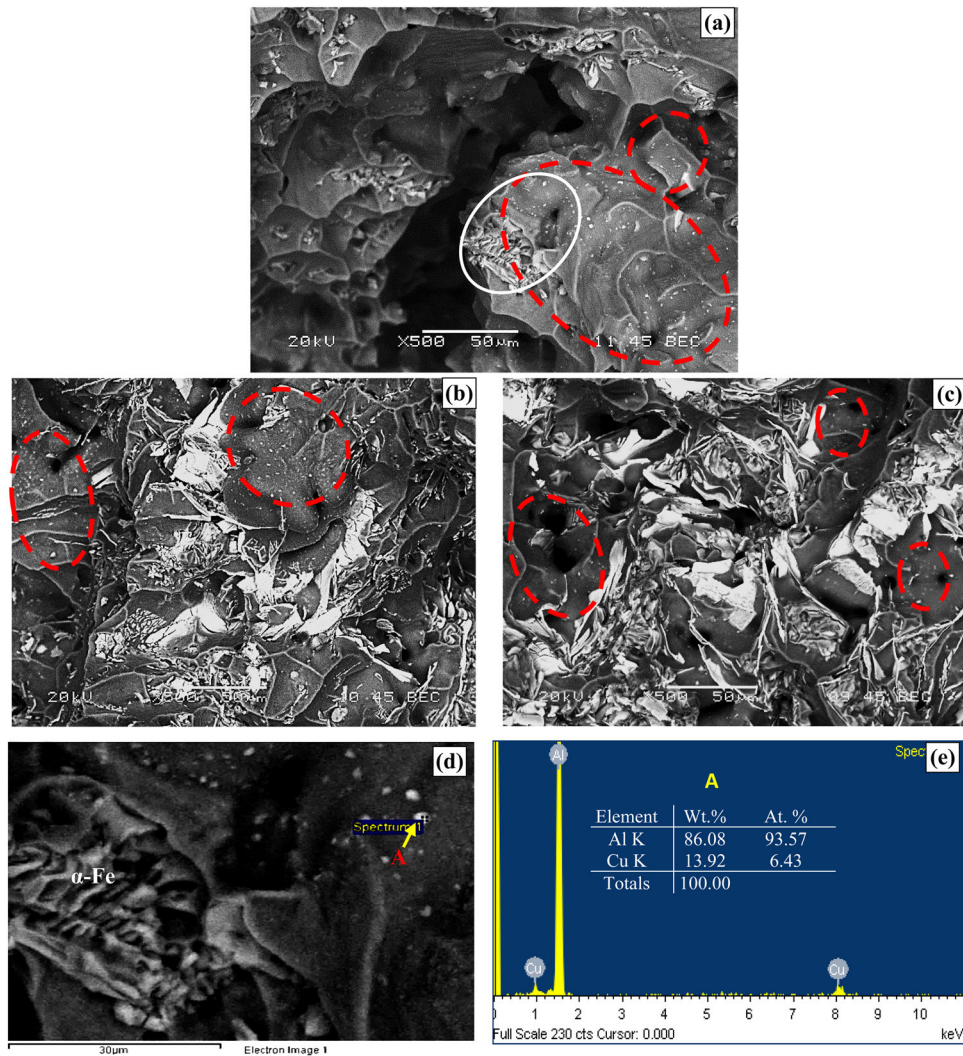 (a)
20kV X500 50µm 11 45 BEC
(b)
20kV 50µm 10 45 BEC
(c)
20kV X500 50µm 09 45 BEC
(d)
Spectrum 1
A
α-Fe
30µm Electron Image 1
(e)
Al
A
Element Wt.% At. %
Al K 86.08 93.57
Cu K 13.92 6.43
Totals 100.00
Cu Cu
0 1 2 3 4 5 6 7 8 9 10
Full Scale 230 cts Cursor: 0.000 keV